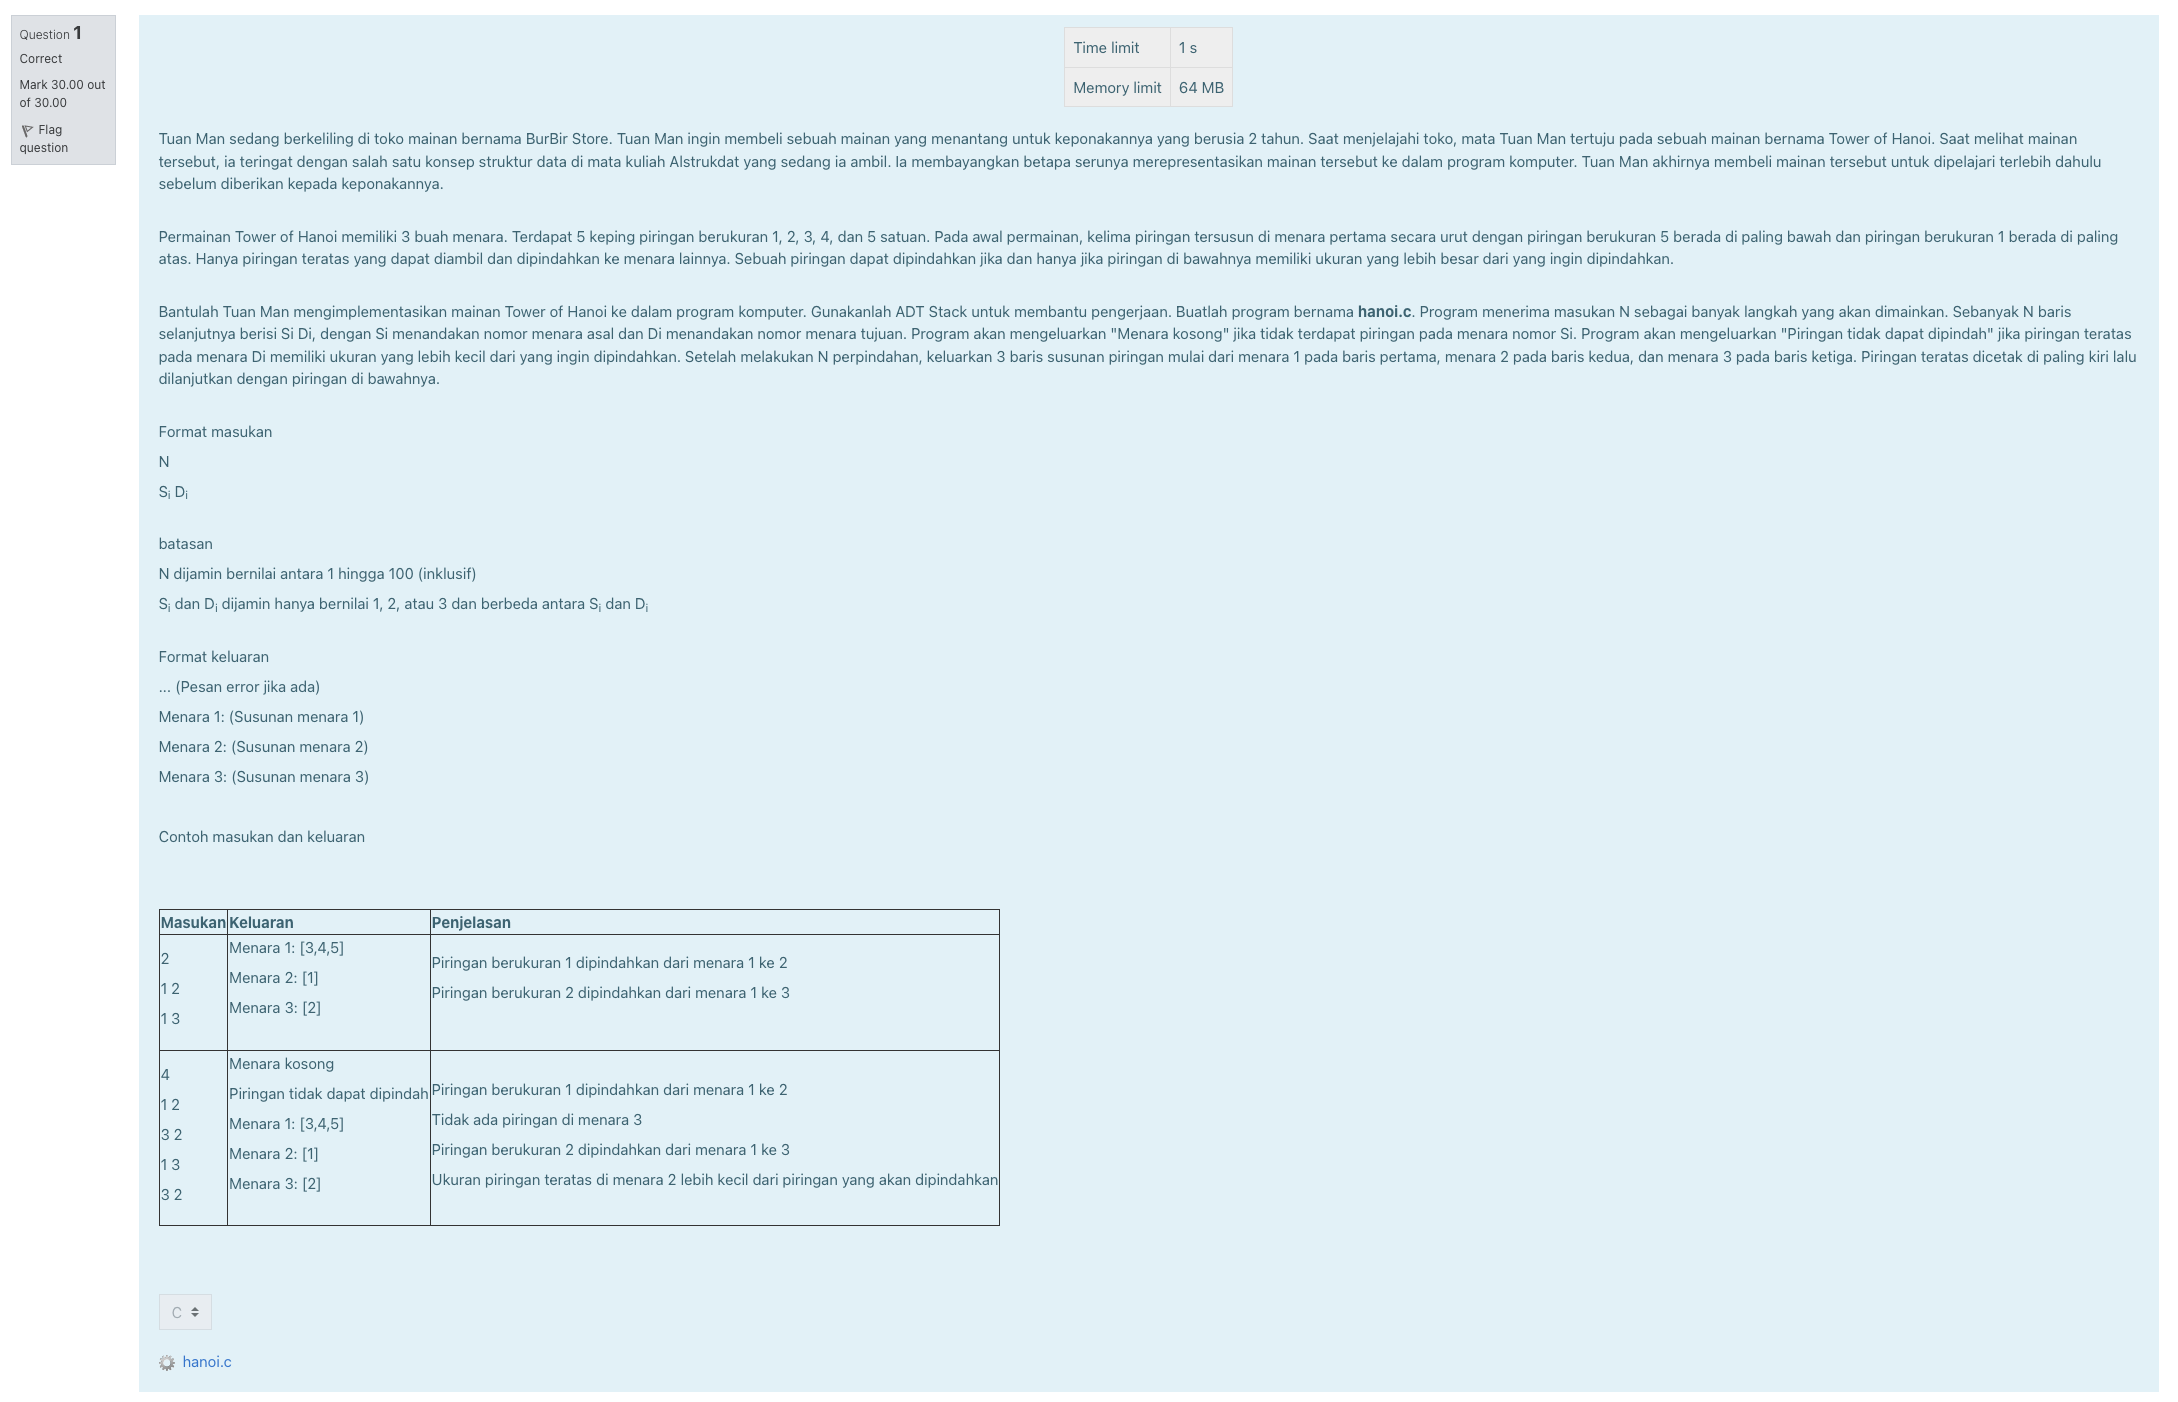 Question 1
Correct
Mark 30.00 out
of 30.00
Flag
question
Time limit 1 s
Memory limit 64 MB
Tuan Man sedang berkeliling di toko mainan bernama BurBir Store. Tuan Man ingin membeli sebuah mainan yang menantang untuk keponakannya yang berusia 2 tahun. Saat menjelajahi toko, mata Tuan Man tertuju pada sebuah mainan bernama Tower of Hanoi. Saat melihat mainan
tersebut, ia teringat dengan salah satu konsep struktur data di mata kuliah Alstrukdat yang sedang ia ambil. Ia membayangkan betapa serunya merepresentasikan mainan tersebut ke dalam program komputer. Tuan Man akhirnya membeli mainan tersebut untuk dipelajari terlebih dahulu
sebelum diberikan kepada keponakannya.
Permainan Tower of Hanoi memiliki 3 buah menara. Terdapat 5 keping piringan berukuran 1, 2, 3, 4, dan 5 satuan. Pada awal permainan, kelima piringan tersusun di menara pertama secara urut dengan piringan berukuran 5 berada di paling bawah dan piringan berukuran 1 berada di paling
atas. Hanya piringan teratas yang dapat diambil dan dipindahkan ke menara lainnya. Sebuah piringan dapat dipindahkan jika dan hanya jika piringan di bawahnya memiliki ukuran yang lebih besar dari yang ingin dipindahkan.
Bantulah Tuan Man mengimplementasikan mainan Tower of Hanoi ke dalam program komputer. Gunakanlah ADT Stack untuk membantu pengerjaan. Buatlah program bernama hanoi.c. Program menerima masukan N sebagai banyak langkah yang akan dimainkan. Sebanyak N baris
selanjutnya berisi Si Di, dengan Si menandakan nomor menara asal dan Di menandakan nomor menara tujuan. Program akan mengeluarkan "Menara kosong" jika tidak terdapat piringan pada menara nomor Si. Program akan mengeluarkan "Piringan tidak dapat dipindah" jika piringan teratas
pada menara Di memiliki ukuran yang lebih kecil dari yang ingin dipindahkan. Setelah melakukan N perpindahan, keluarkan 3 baris susunan piringan mulai dari menara 1 pada baris pertama, menara 2 pada baris kedua, dan menara 3 pada baris ketiga. Piringan teratas dicetak di paling kiri lalu
dilanjutkan dengan piringan di bawahnya.
Format masukan
N
Si Di
batasan
N dijamin bernilai antara 1 hingga 100 (inklusif)
Si dan Di dijamin hanya bernilai 1, 2, atau 3 dan berbeda antara Si dan Di
Format keluaran
... (Pesan error jika ada)
Menara 1: (Susunan menara 1)
Menara 2: (Susunan menara 2)
Menara 3: (Susunan menara 3)
Contoh masukan dan keluaran
Masukan Keluaran Penjelasan
2
1 2
1 3
Menara 1: [3,4,5]
Menara 2: [1]
Menara 3: [2]
Piringan berukuran 1 dipindahkan dari menara 1 ke 2
Piringan berukuran 2 dipindahkan dari menara 1 ke 3
4
1 2
3 2
1 3
3 2
Menara kosong
Piringan tidak dapat dipindah
Menara 1: [3,4,5]
Menara 2: [1]
Menara 3: [2]
Piringan berukuran 1 dipindahkan dari menara 1 ke 2
Tidak ada piringan di menara 3
Piringan berukuran 2 dipindahkan dari menara 1 ke 3
Ukuran piringan teratas di menara 2 lebih kecil dari piringan yang akan dipindahkan
C
hanoi.c